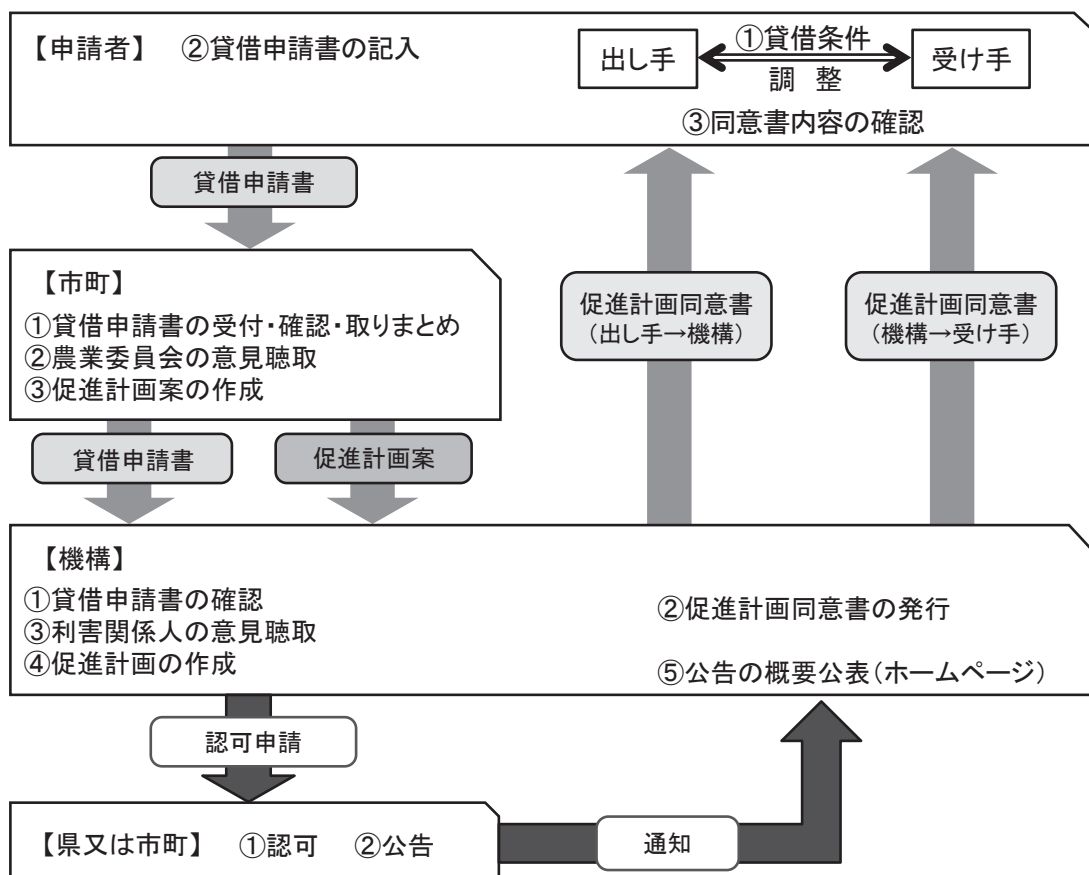 【申請者】 ②貸借申請書の記入
出し手
①貸借条件
調 整
受け手
③同意書内容の確認
貸借申請書
【市町】
①貸借申請書の受付・確認・取りまとめ
②農業委員会の意見聴取
③促進計画案の作成
促進計画同意書
(出し手→機構)
促進計画同意書
(機構→受け手)
貸借申請書
促進計画案
【機構】
①貸借申請書の確認
③利害関係人の意見聴取
④促進計画の作成
②促進計画同意書の発行
⑤公告の概要公表(ホームページ)
認可申請
【県又は市町】 ①認可 ②公告
通知